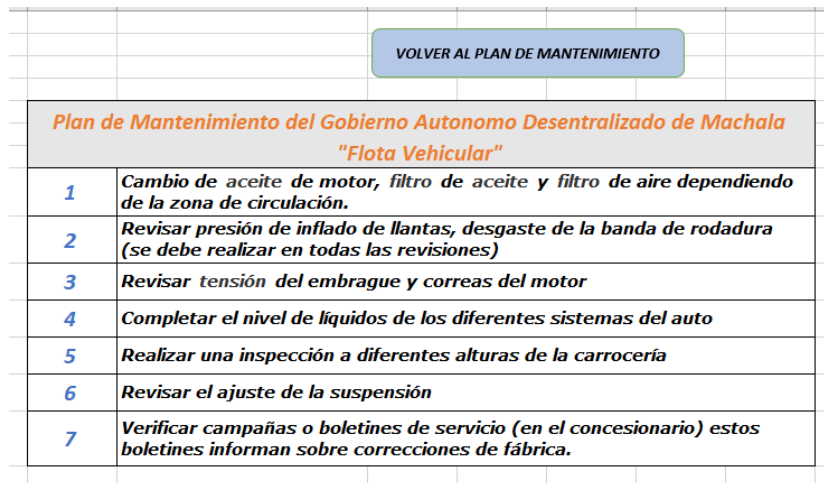 VOLVER AL PLAN DE MANTENIMIENTO
Plan de Mantenimiento del Gobierno Autonomo Desentralizado de Machala
"Flota Vehicular"
1 Cambio de aceite de motor, filtro de aceite y filtro de aire dependiendo
de la zona de circulación.
2 Revisar presión de inflado de llantas, desgaste de la banda de rodadura
(se debe realizar en todas las revisiones)
3 Revisar tensión del embrague y correas del motor
4 Completar el nivel de líquidos de los diferentes sistemas del auto
5 Realizar una inspección a diferentes alturas de la carrocería
6 Revisar el ajuste de la suspensión
7 Verificar campañas o boletines de servicio (en el concesionario) estos
boletines informan sobre correcciones de fábrica.